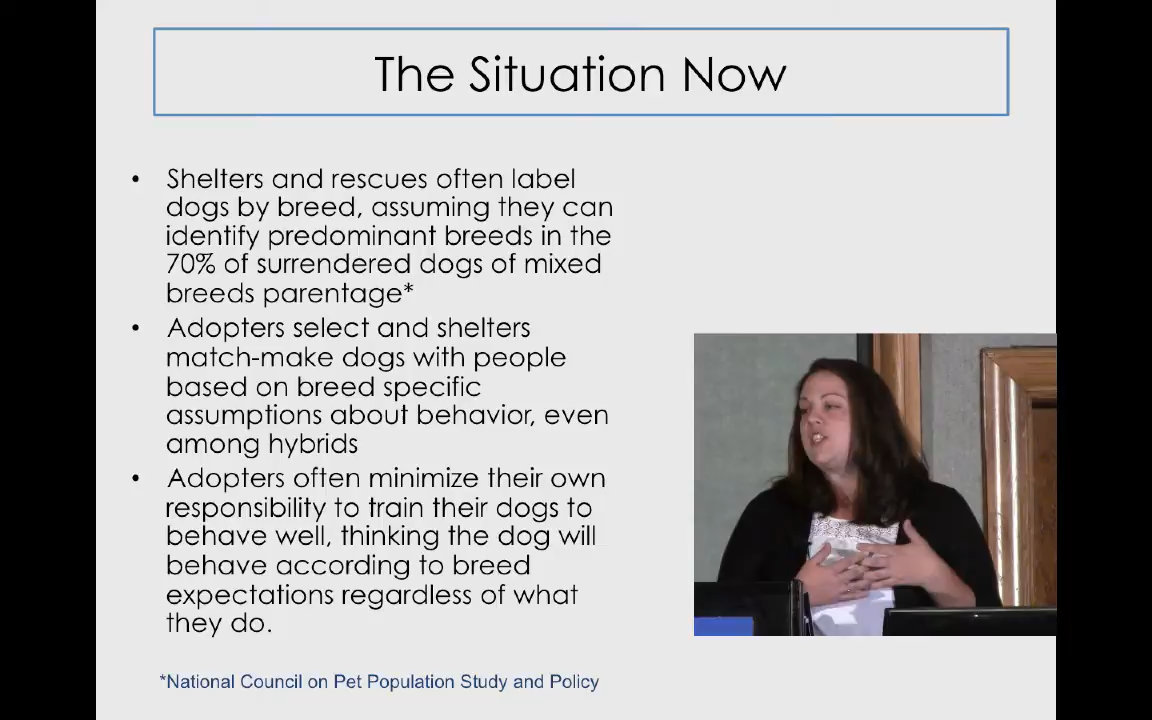 The Situation Now
• Shelters and rescues often label
dogs by breed, assuming they can
identify predominant breeds in the
70% of surrendered dogs of mixed
breeds parentage*
• Adopters select and shelters
match-make dogs with people
based on breed specific
assumptions about behavior, even
among hybrids
• Adopters often minimize their own
responsibility to train their dogs to
behave well, thinking the dog will
behave according to breed
expectations regardless of what
they do.
*National Council on Pet Population Study and Policy